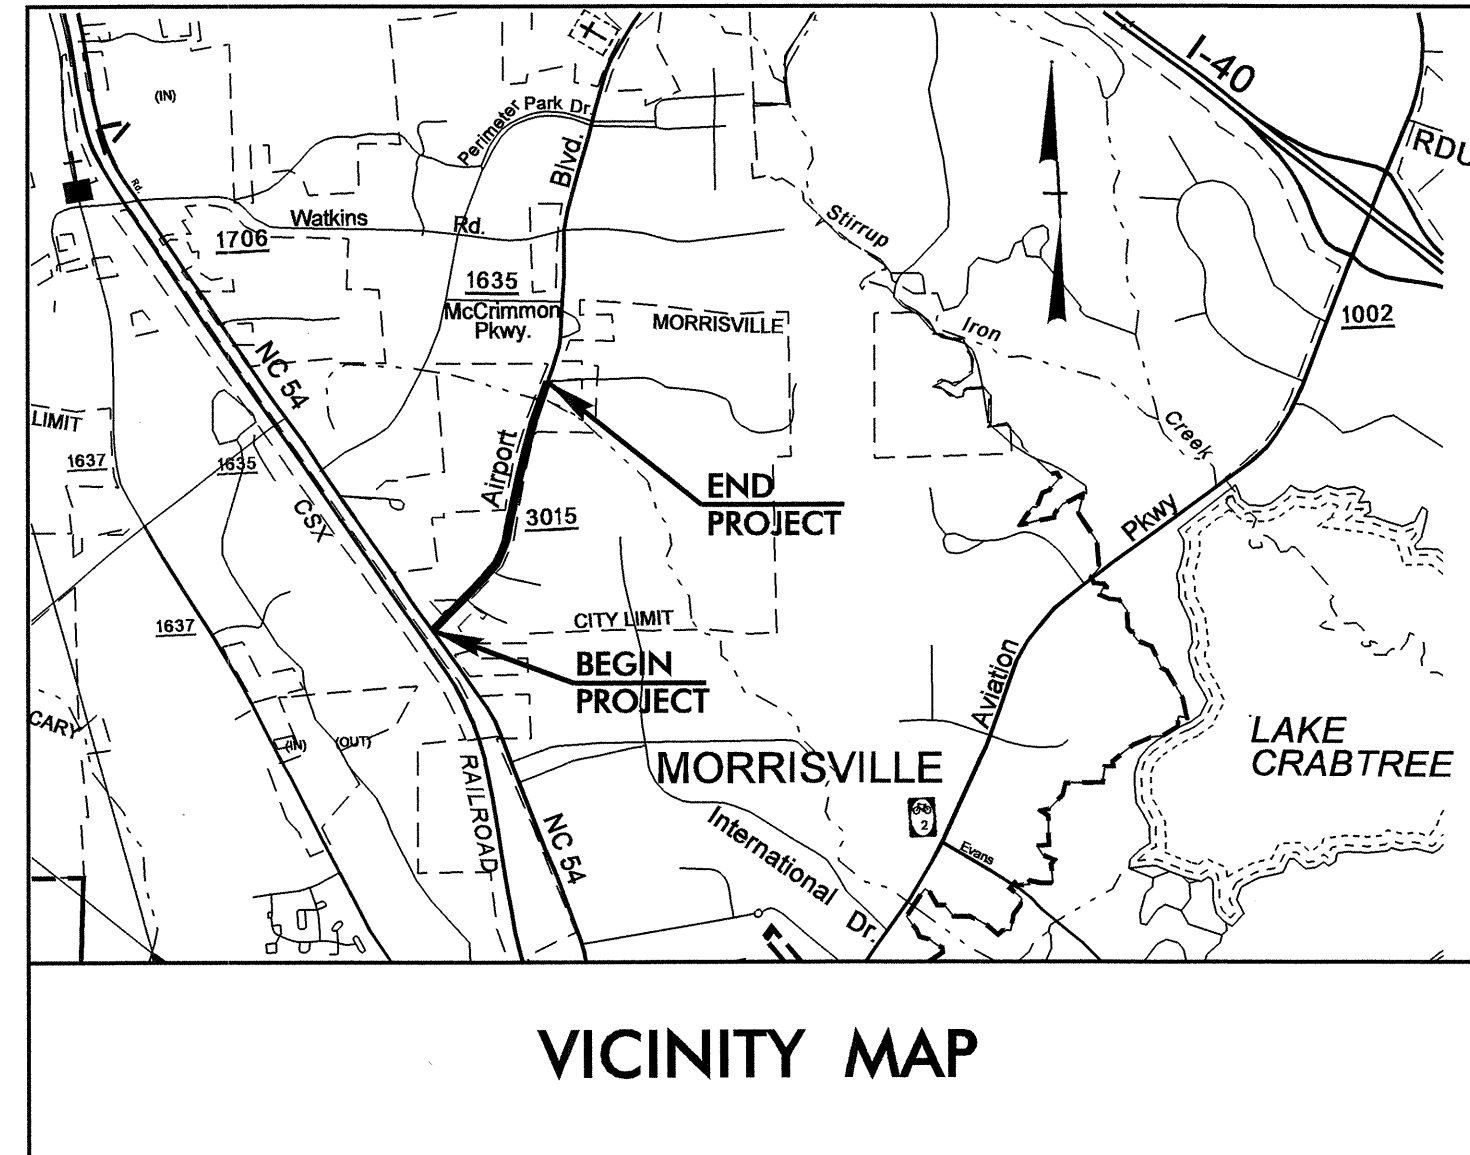 I-40
(IN)
Perimeter Park Dr.
RDU
Blvd.
Rd.
Watkins Rd.
Stirrup
1706
1635
McCrimmon
Pkwy.
MORRISVILLE
Iron
1002
NC 54
LIMIT
Creek
1637
1635
Airport
END
PROJECT
CSX
3015
Pkwy
1637
CITY LIMIT
BEGIN
PROJECT
Aviation
CARY
(IN)
(OUT)
LAKE
CRABTREE
RAILROAD
MORRISVILLE
2
NC 54
International Dr.
Evans
VICINITY MAP